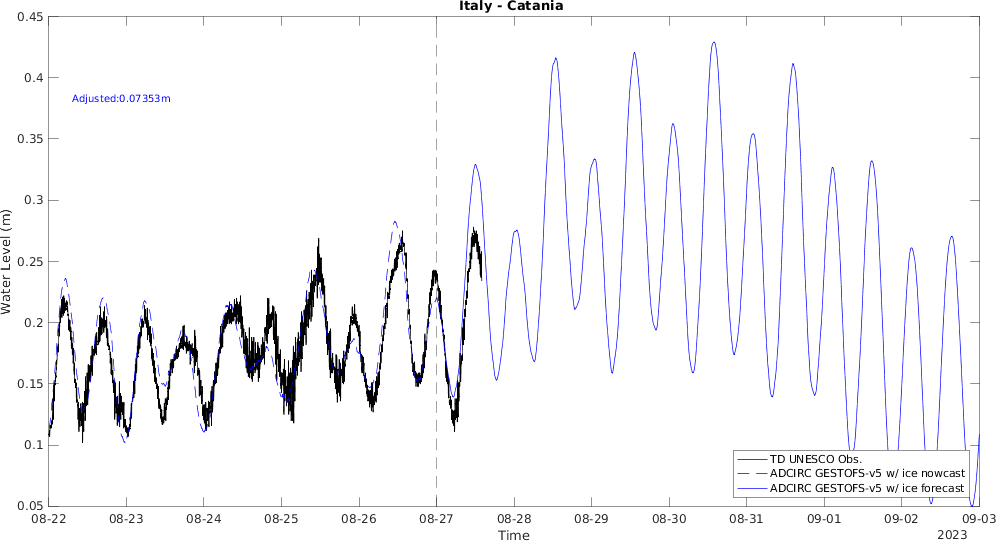 Italy - Catania
0.45
0.4
0.35
0.3
0.25
0.2
0.15
0.1
0.05
Water Level (m)
Adjusted:0.07353m
TD UNESCO Obs.
ADCIRC GESTOFS-v5 w/ ice nowcast
ADCIRC GESTOFS-v5 w/ ice forecast
08-22 08-23 08-24 08-25 08-26 08-27 08-28 08-29 08-30 08-31 09-01 09-02 09-03
Time
2023